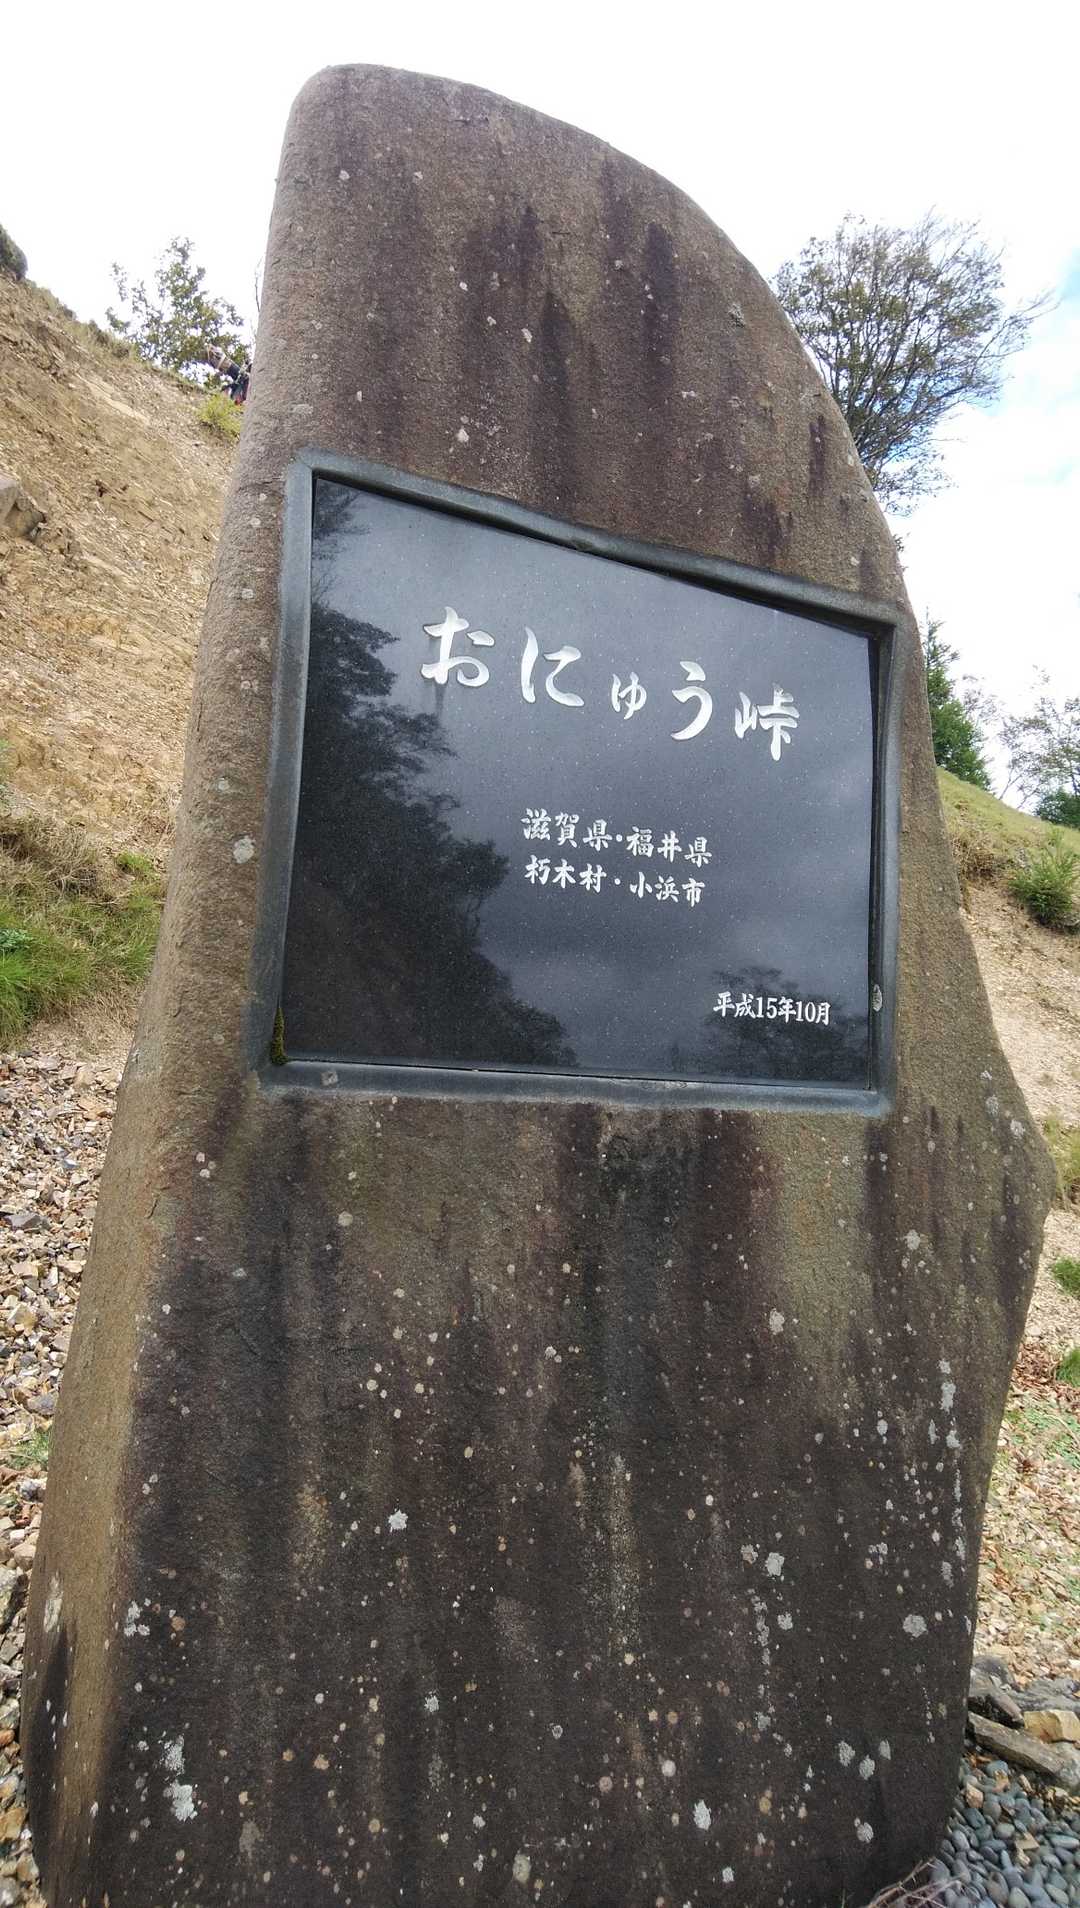 おにゅう峠
滋賀県・福井県
朽木村・小浜市
平成15年10月